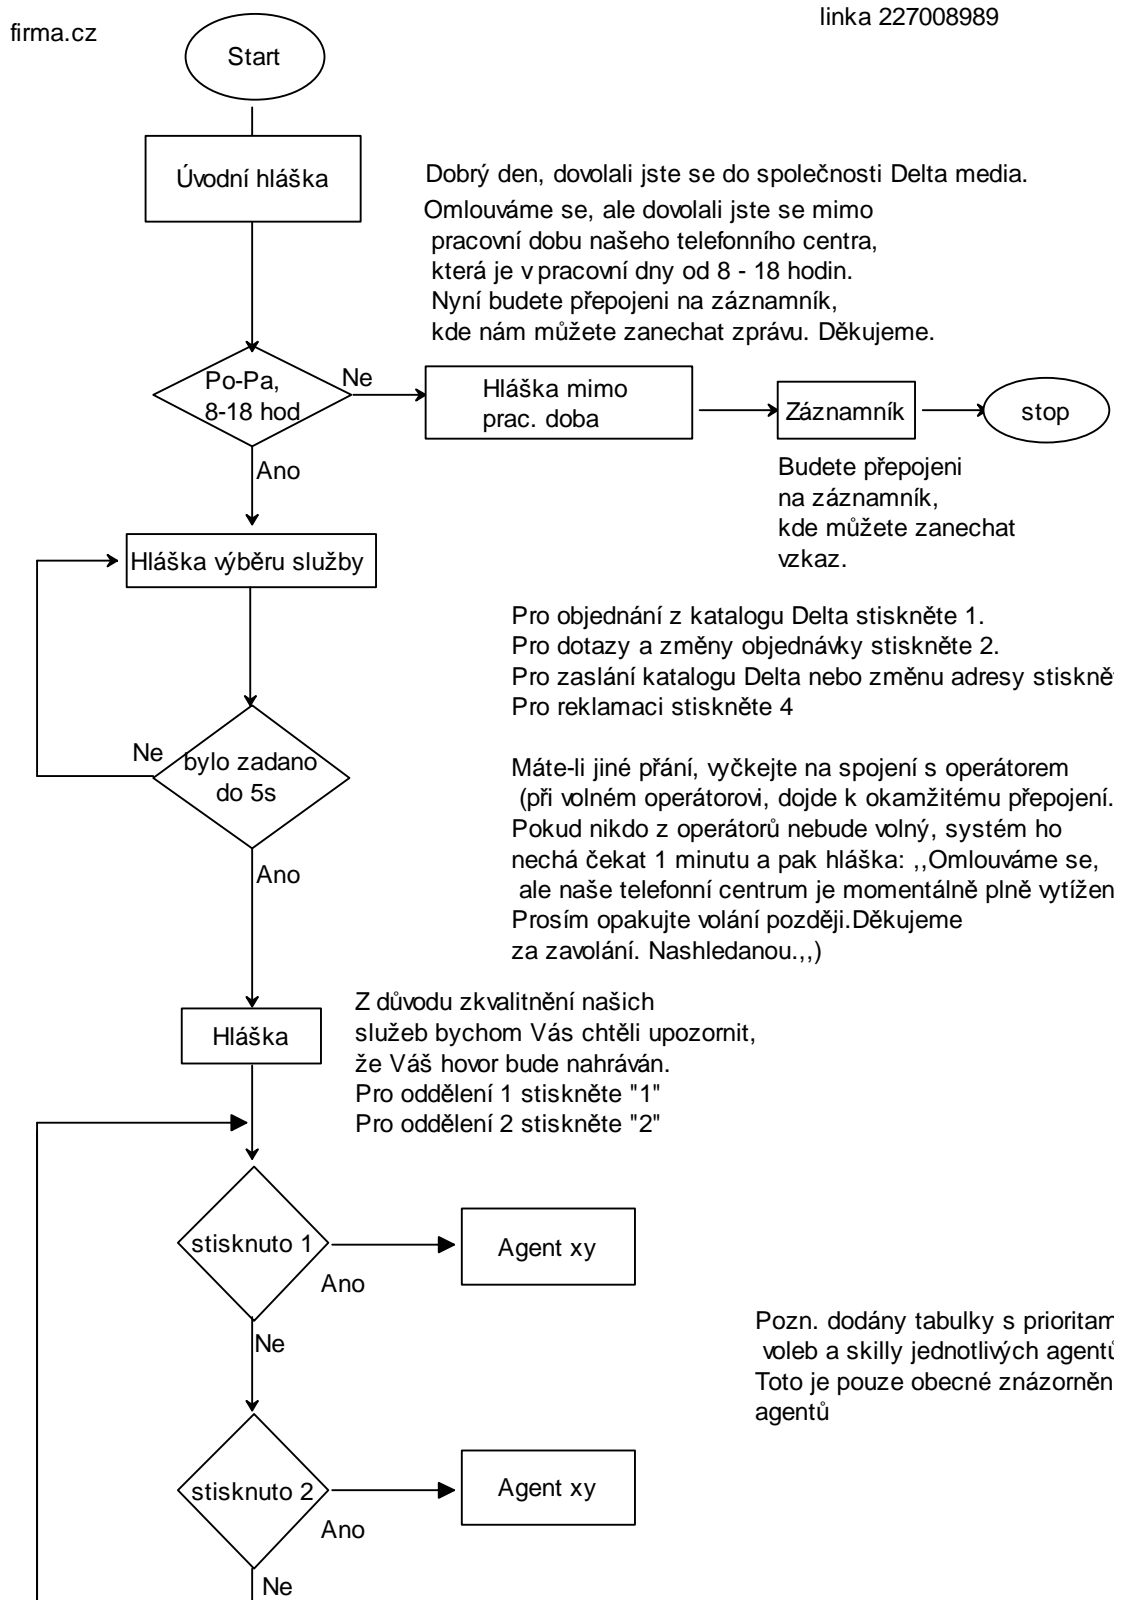 firma.cz
linka 227008989
Start
Úvodní hláška
Dobrý den, dovolali jste se do společnosti Delta media.
Omlouváme se, ale dovolali jste se mimo
pracovní dobu našeho telefonního centra,
která je v pracovní dny od 8 - 18 hodin.
Nyní budete přepojeni na záznamník,
kde nám můžete zanechat zprávu. Děkujeme.
Po-Pa,
8-18 hod
Ne
Hláška mimo
prac. doba
Záznamník
stop
Ano
Budete přepojeni
na záznamník,
kde můžete zanechat
vzkaz.
Hláška výběru služby
Pro objednání z katalogu Delta stiskněte 1.
Pro dotazy a změny objednávky stiskněte 2.
Pro zaslání katalogu Delta nebo změnu adresy stiskně
Pro reklamaci stiskněte 4
Ne
bylo zadano
do 5s
Máte-li jiné přání, vyčkejte na spojení s operátorem
(při volném operátorovi, dojde k okamžitému přepojení.
Pokud nikdo z operátorů nebude volný, systém ho
nechá čekat 1 minutu a pak hláška: ,,Omlouváme se,
ale naše telefonní centrum je momentálně plně vytížen
Prosím opakujte volání později.Děkujeme
za zavolání. Nashledanou.,,)
Ano
Hláška
Z důvodu zkvalitnění našich
služeb bychom Vás chtěli upozornit,
že Váš hovor bude nahráván.
Pro oddělení 1 stiskněte "1"
Pro oddělení 2 stiskněte "2"
stisknuto 1
Ano
Agent xy
Ne
Pozn. dodány tabulky s prioritam
voleb a skilly jednotlivých agentů
Toto je pouze obecné znázorněn
agentů
stisknuto 2
Ano
Agent xy
Ne